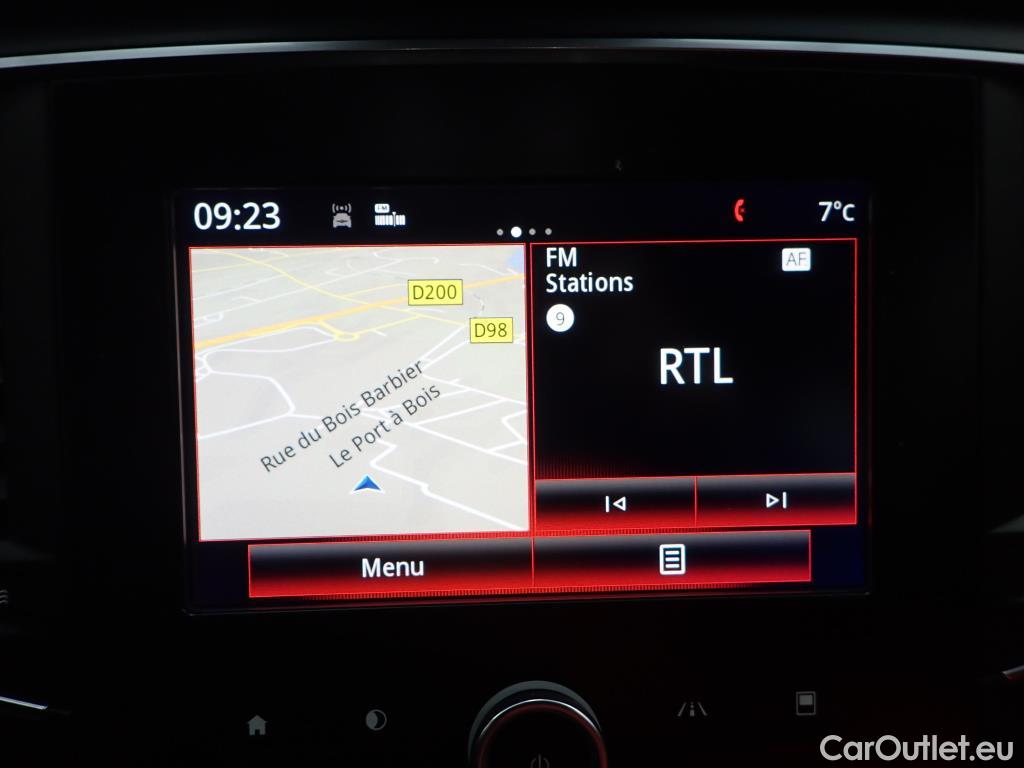 09:23
FM
7°C
D200
D98
Rue du Bois Barbier
Le Port à Bois
FM
Stations
AF
9
RTL
Menu
CarOutlet.eu